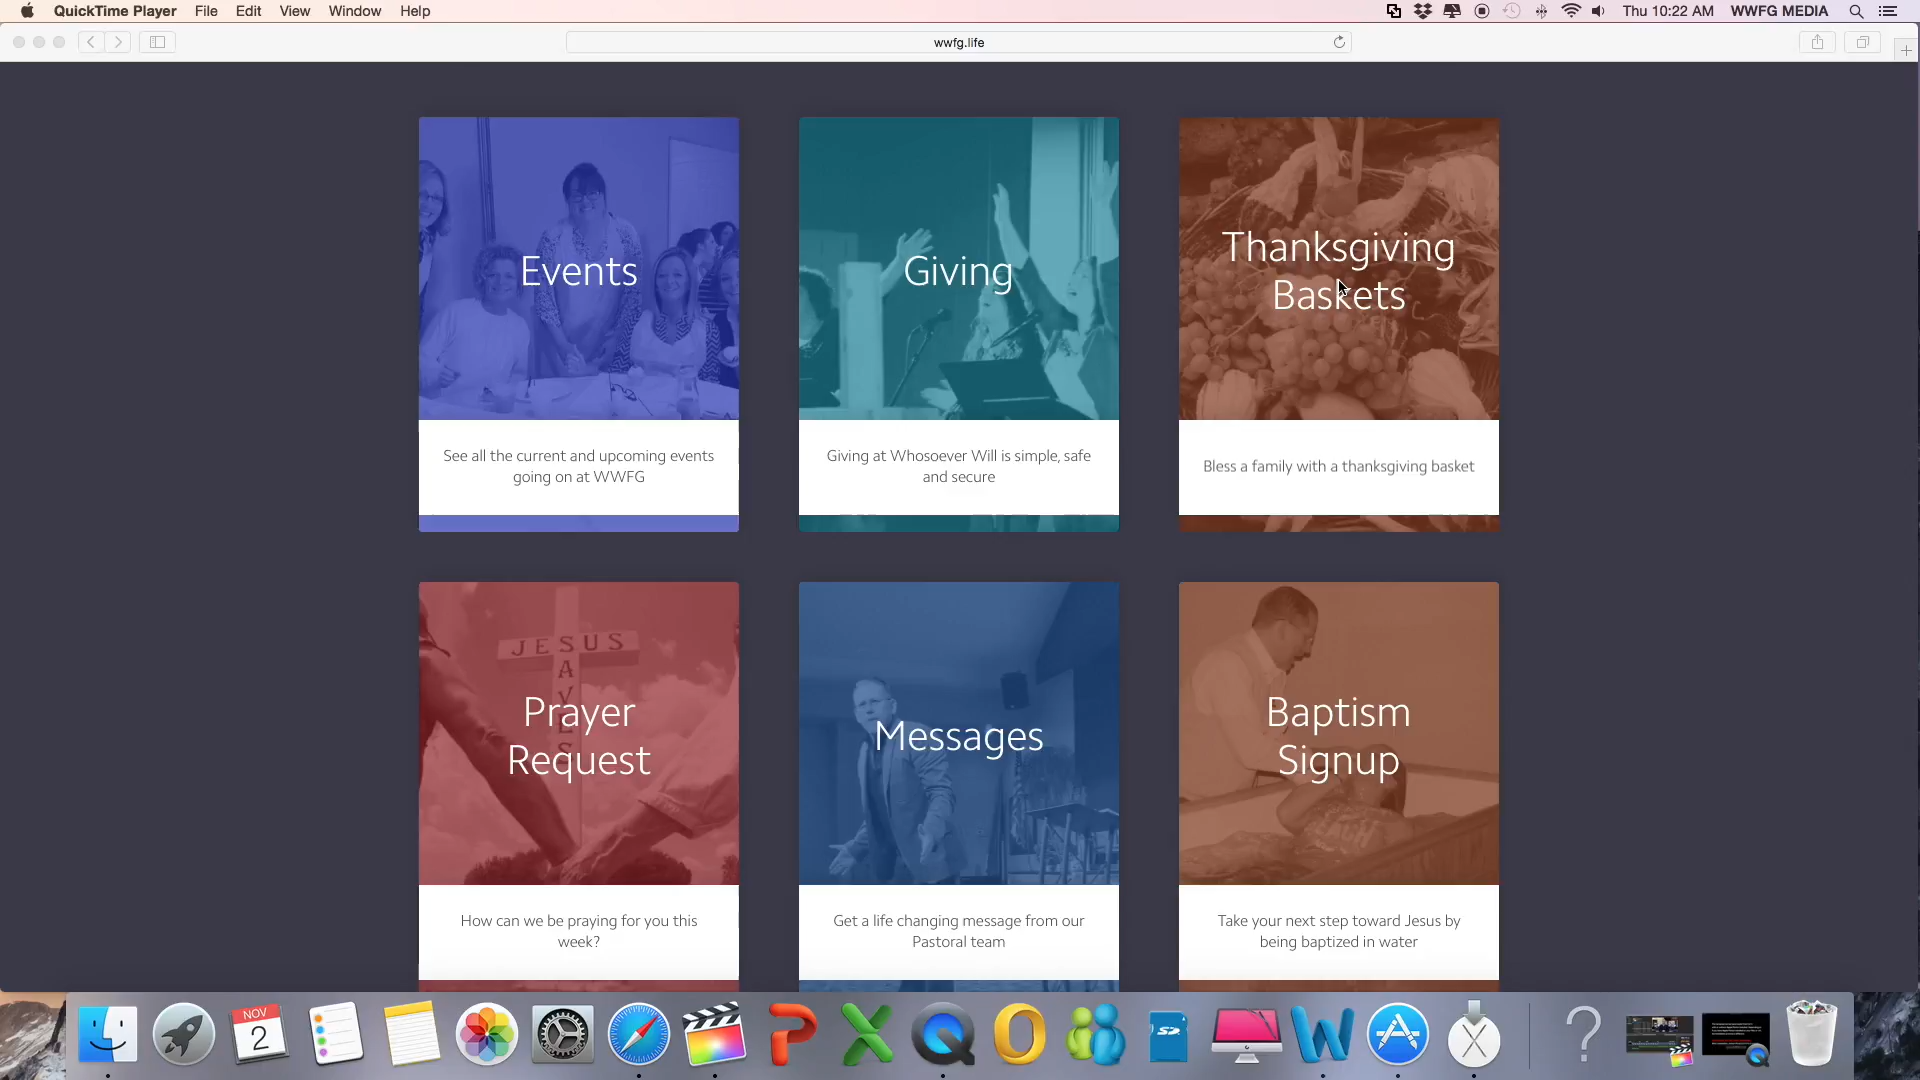 QuickTime Player File Edit View Window Help
Thu 10:22 AM WWFG MEDIA
wwfg.life
Events
See all the current and upcoming events
going on at WWFG
Giving
Giving at Whosoever Will is simple, safe
and secure
Thanksgiving
Baskets
Bless a family with a thanksgiving basket
JESUS
SAVES
Prayer
Request
How can we be praying for you this
week?
Messages
Get a life changing message from our
Pastoral team
Baptism
Signup
Take your next step toward Jesus by
being baptized in water
NOV
2